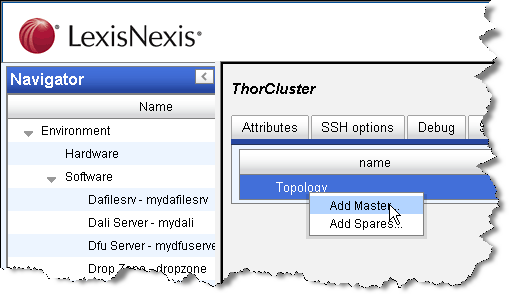 LexisNexis®
Navigator
Name
Environment
Hardware
Software
Dafilesrv - mydafilesrv
Dali Server - mydali
Dfu Server - mydfuserve
Drop Zone - dropzone
ThorCluster
Attributes
SSH options
Debug
name
Topology
Add Master...
Add Spares...